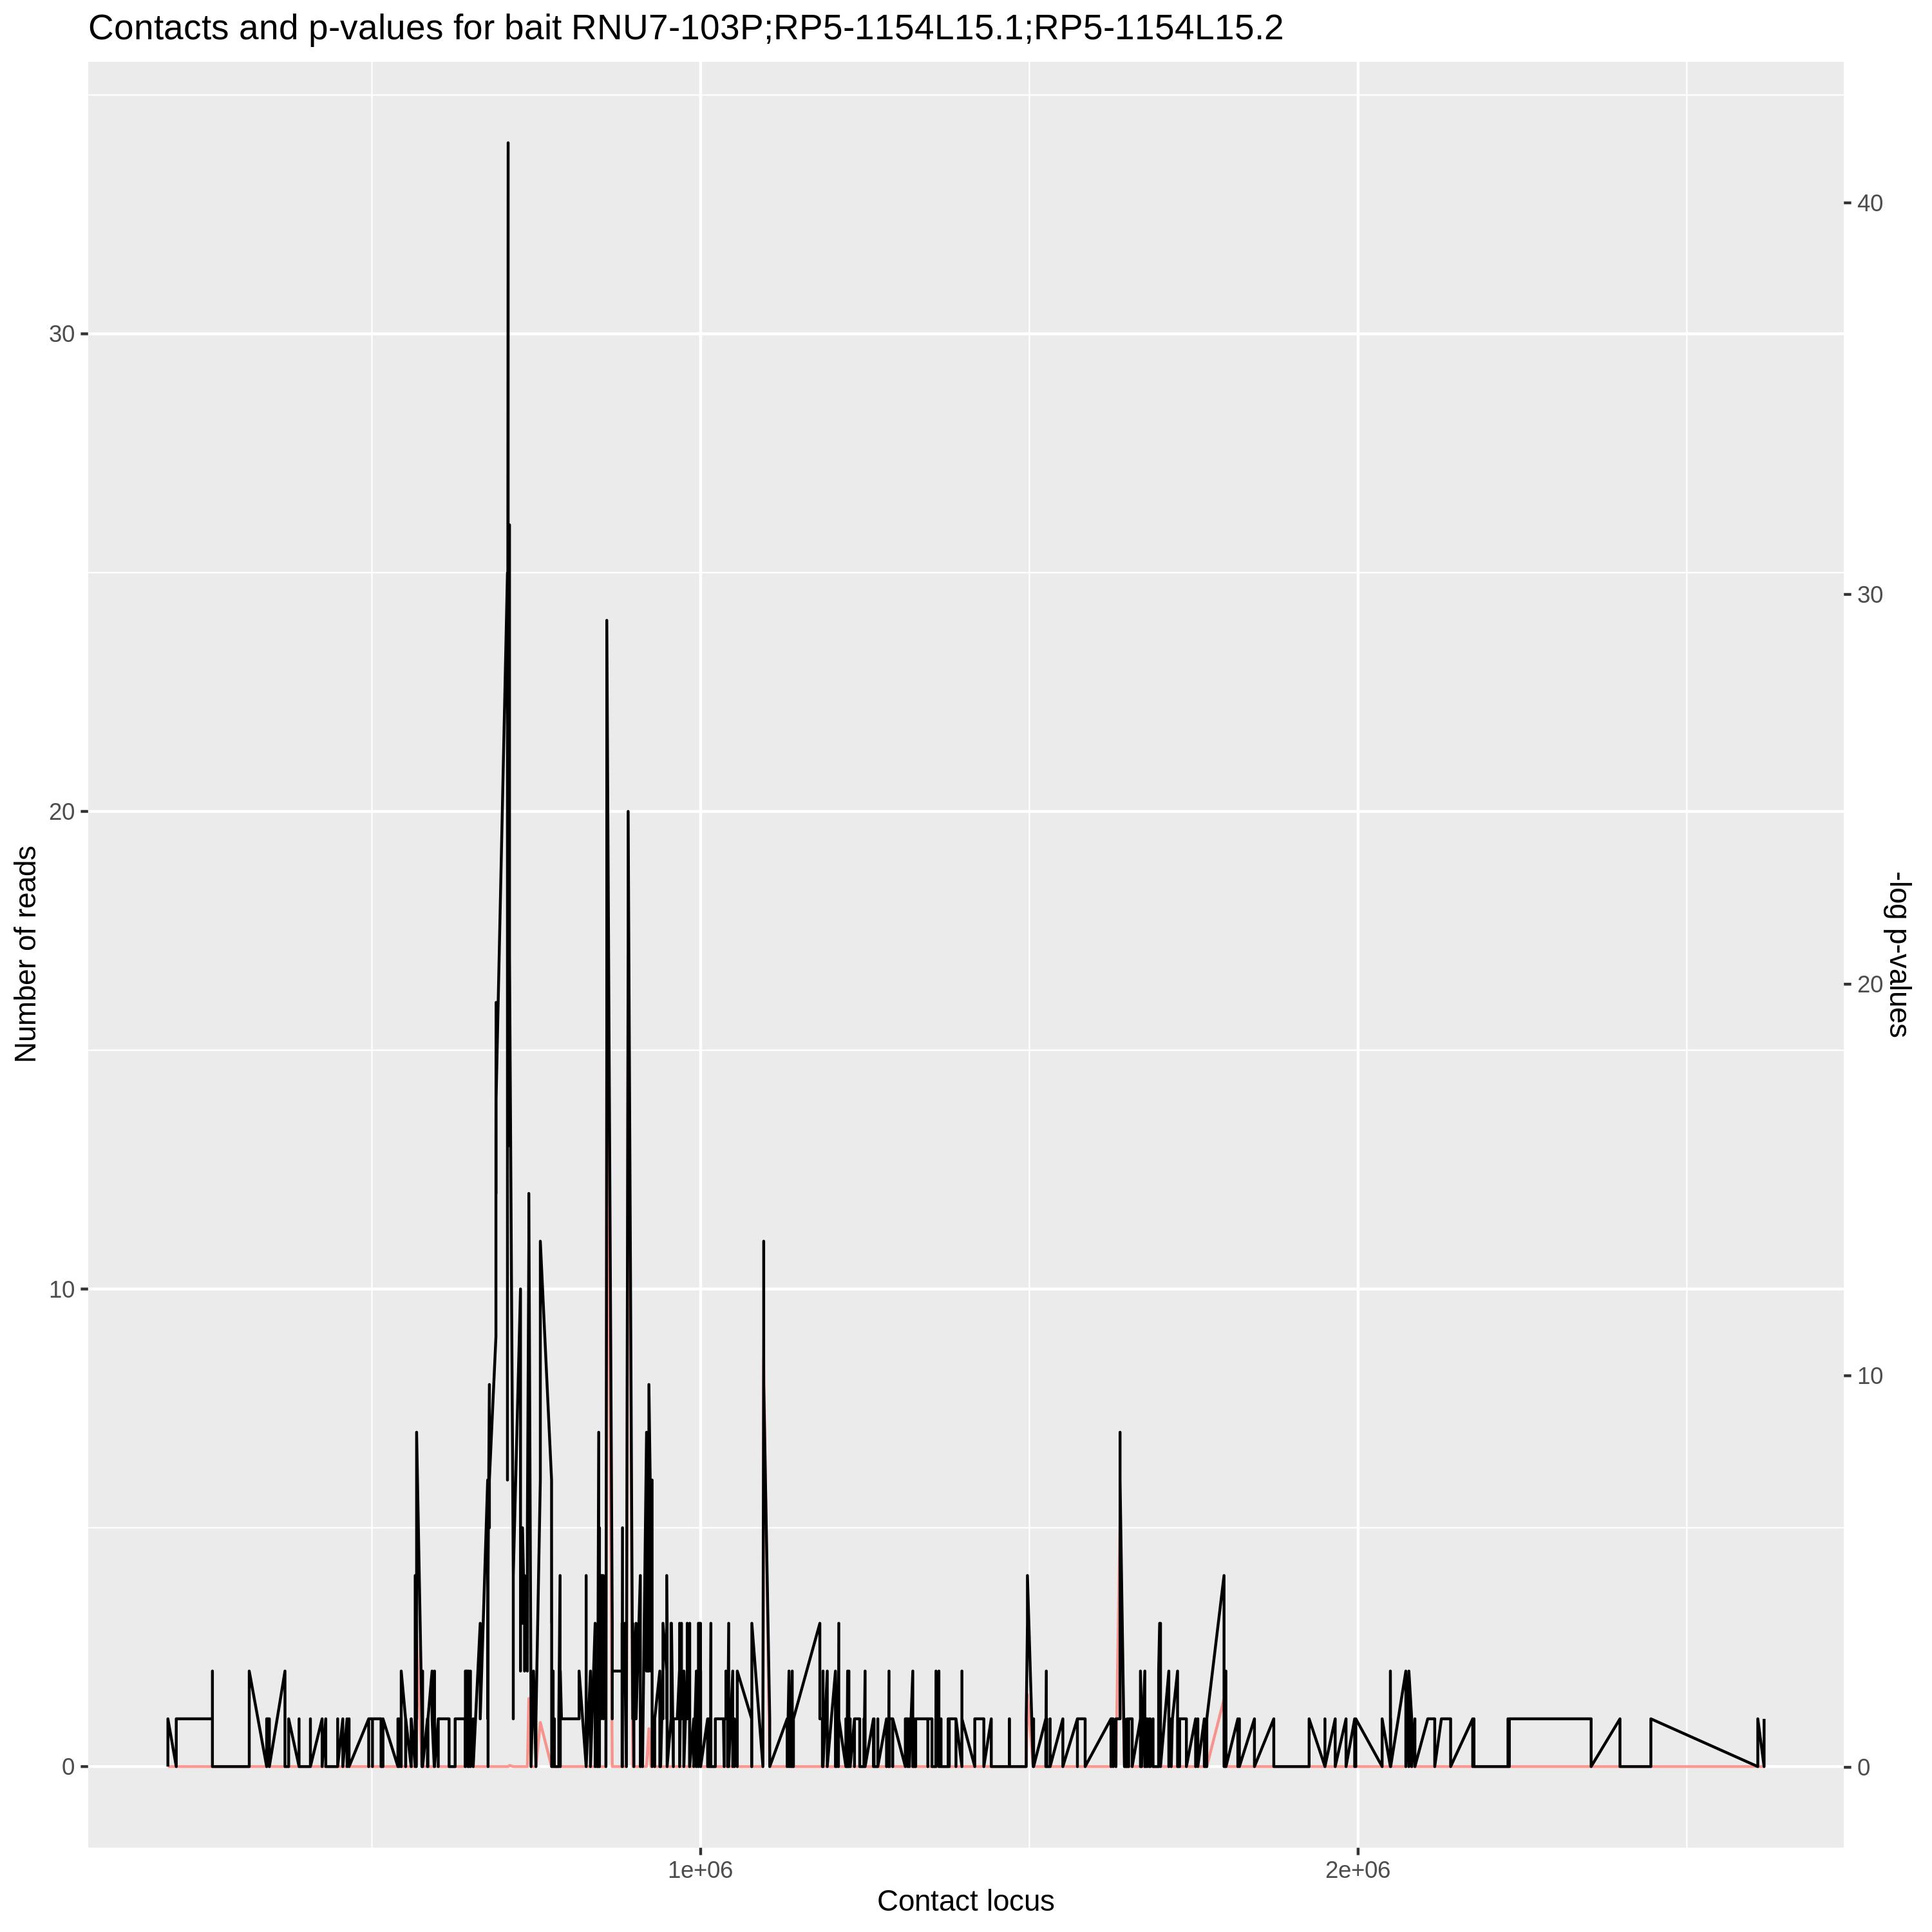 Contacts and p-values for bait RNU7-103P;RP5-1154L15.1;RP5-1154L15.2
Number of reads
30
20
10
0
40
30
20
10
0
-log p-values
1e+06
2e+06
Contact locus